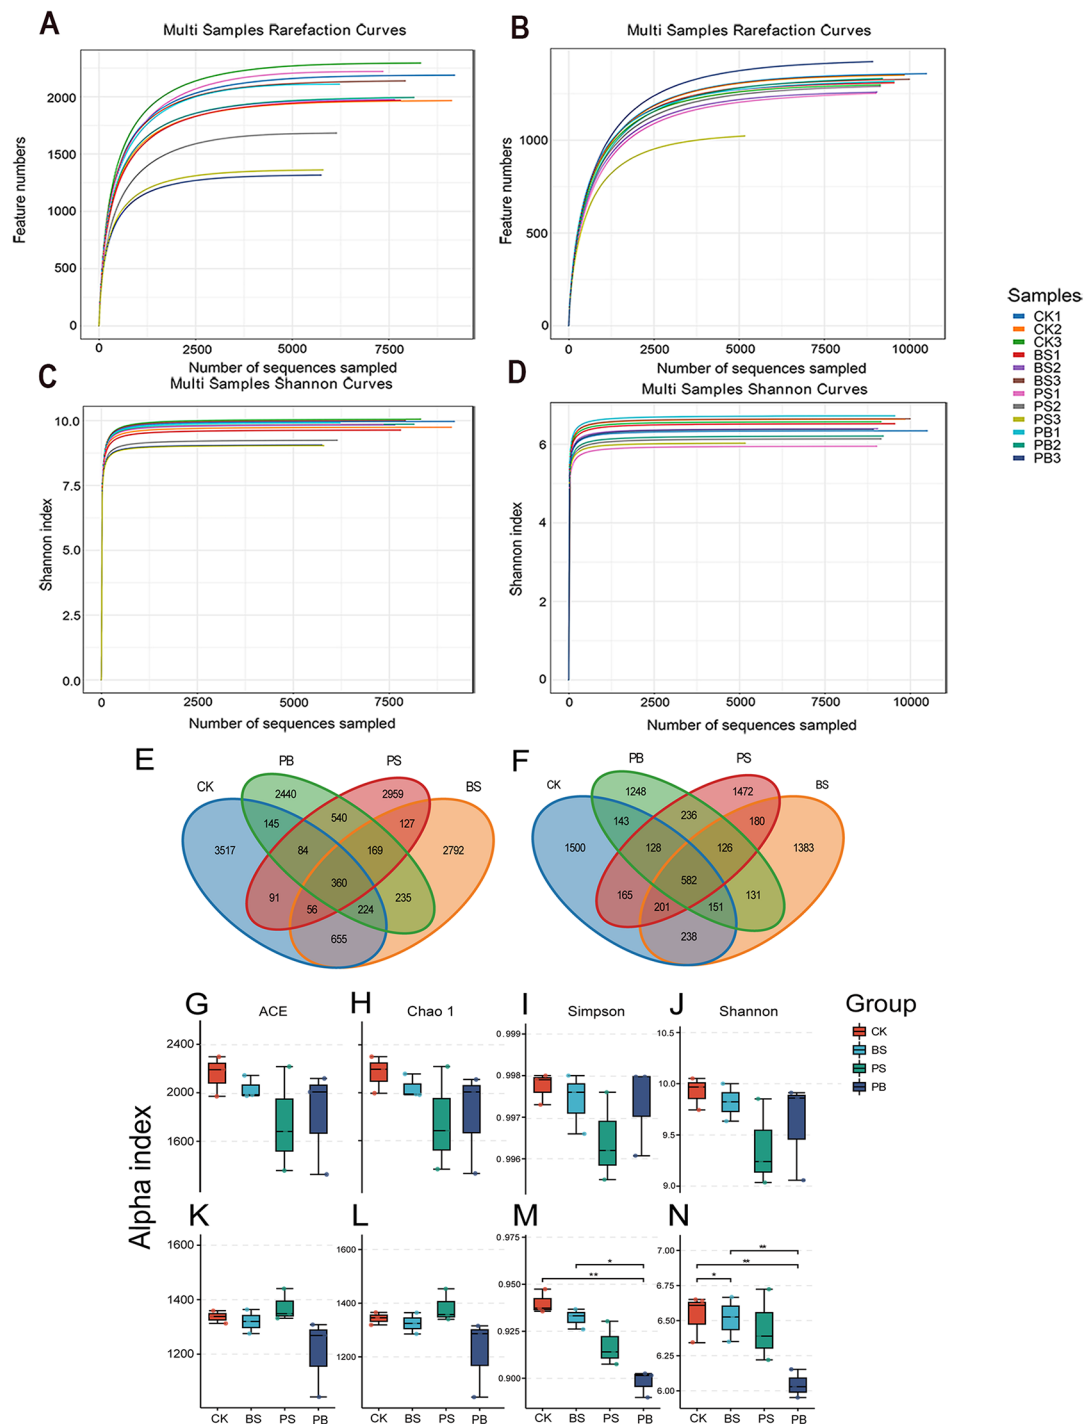 A
Multi Samples Rarefaction Curves
Feature numbers
2000
1500
1000
500
0
0 2500 5000 7500
Number of sequences sampled
B
Multi Samples Rarefaction Curves
Feature numbers
1000
500
0
0 2500 5000 7500 10000
Number of sequences sampled
Samples
CK1
CK2
CK3
BS1
BS2
BS3
PS1
PS2
PS3
PB1
PB2
PB3
C
Multi Samples Shannon Curves
Shannon index
10.0
7.5
5.0
2.5
0.0
0 2500 5000 7500
Number of sequences sampled
D
Multi Samples Shannon Curves
Shannon index
6
4
2
0
0 2500 5000 7500 10000
Number of sequences sampled
E
CK PB PS BS
2440 2959
145 540 127
3517 84 169 2792
360
91 56 224 235
655
F
CK PB PS BS
1248 1472
143 236 180
1500 128 126 1383
582
165 201 151 131
238
Alpha index
G
ACE
2400
2000
1600
H
Chao 1
I
Simpson
0.999
0.998
0.997
0.996
J
Shannon
10.5
10.0
9.5
9.0
Group
CK
BS
PS
PB
K
1600
1400
1200
CK BS PS PB
L
1600
1400
1200
CK BS PS PB
M
0.975
0.950
0.925
0.900
*
**
CK BS PS PB
N
7.00
6.75
6.50
6.25
6.00
**
**
*
CK BS PS PB